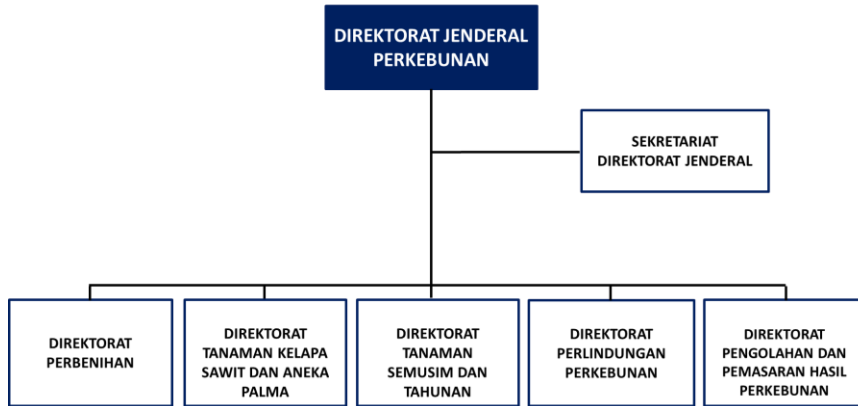 DIREKTORAT JENDERAL
PERKEBUNAN
SEKRETARIAT
DIREKTORAT JENDERAL
DIREKTORAT
PERBENIHAN
DIREKTORAT
TANAMAN KELAPA
SAWIT DAN ANEKA
PALMA
DIREKTORAT
TANAMAN
SEMUSIM DAN
TAHUNAN
DIREKTORAT
PERLINDUNGAN
PERKEBUNAN
DIREKTORAT
PENGOLAHAN DAN
PEMASARAN HASIL
PERKEBUNAN